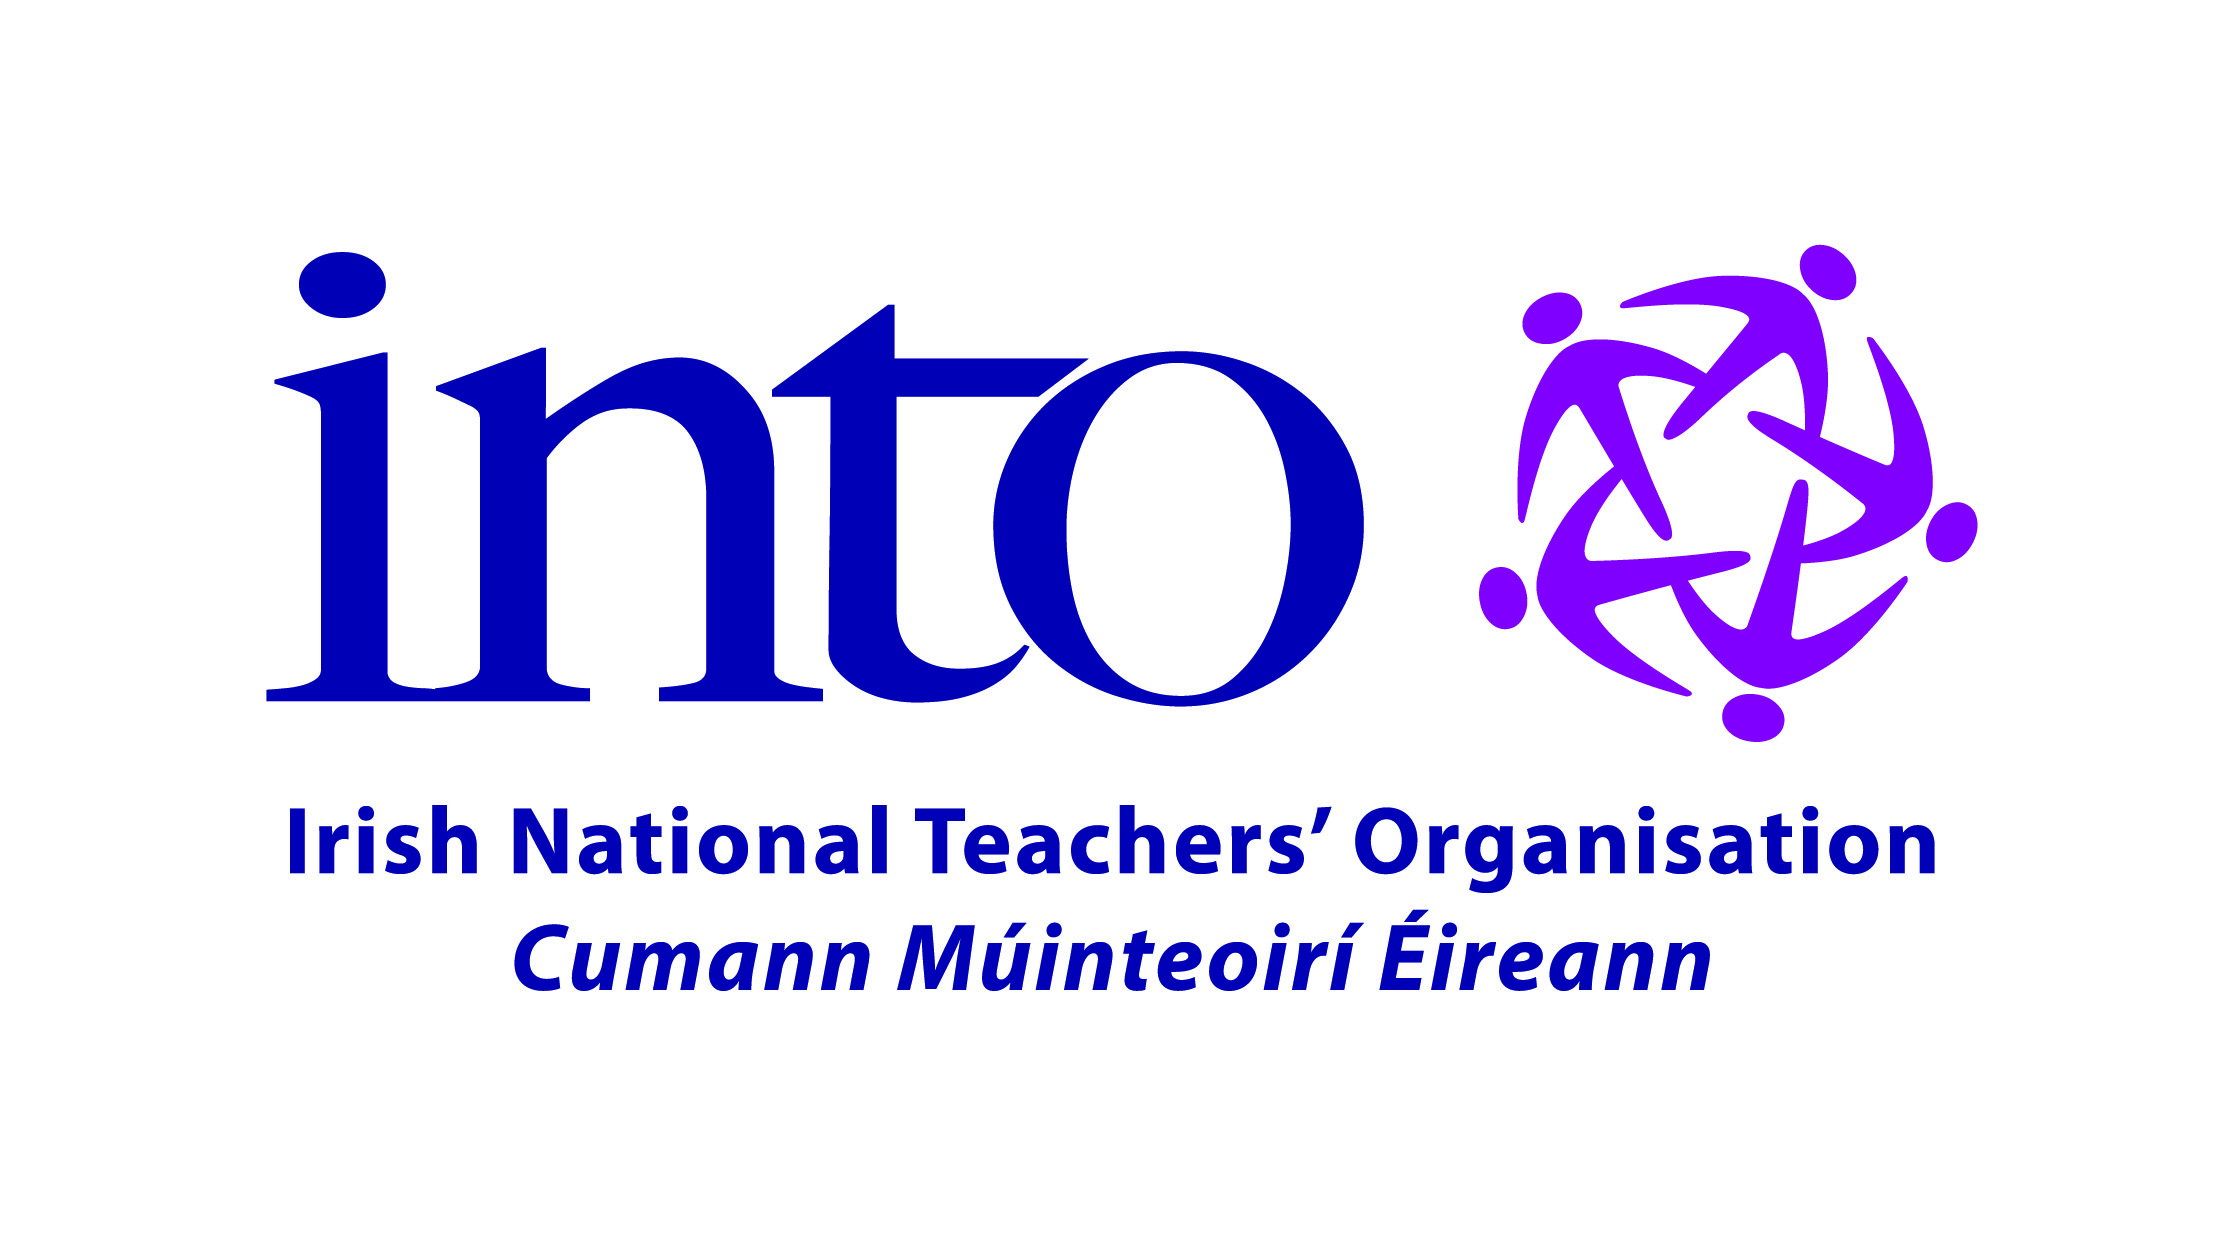 into
Irish National Teachers’ Organisation
Cumann Múinteoirí Éireann